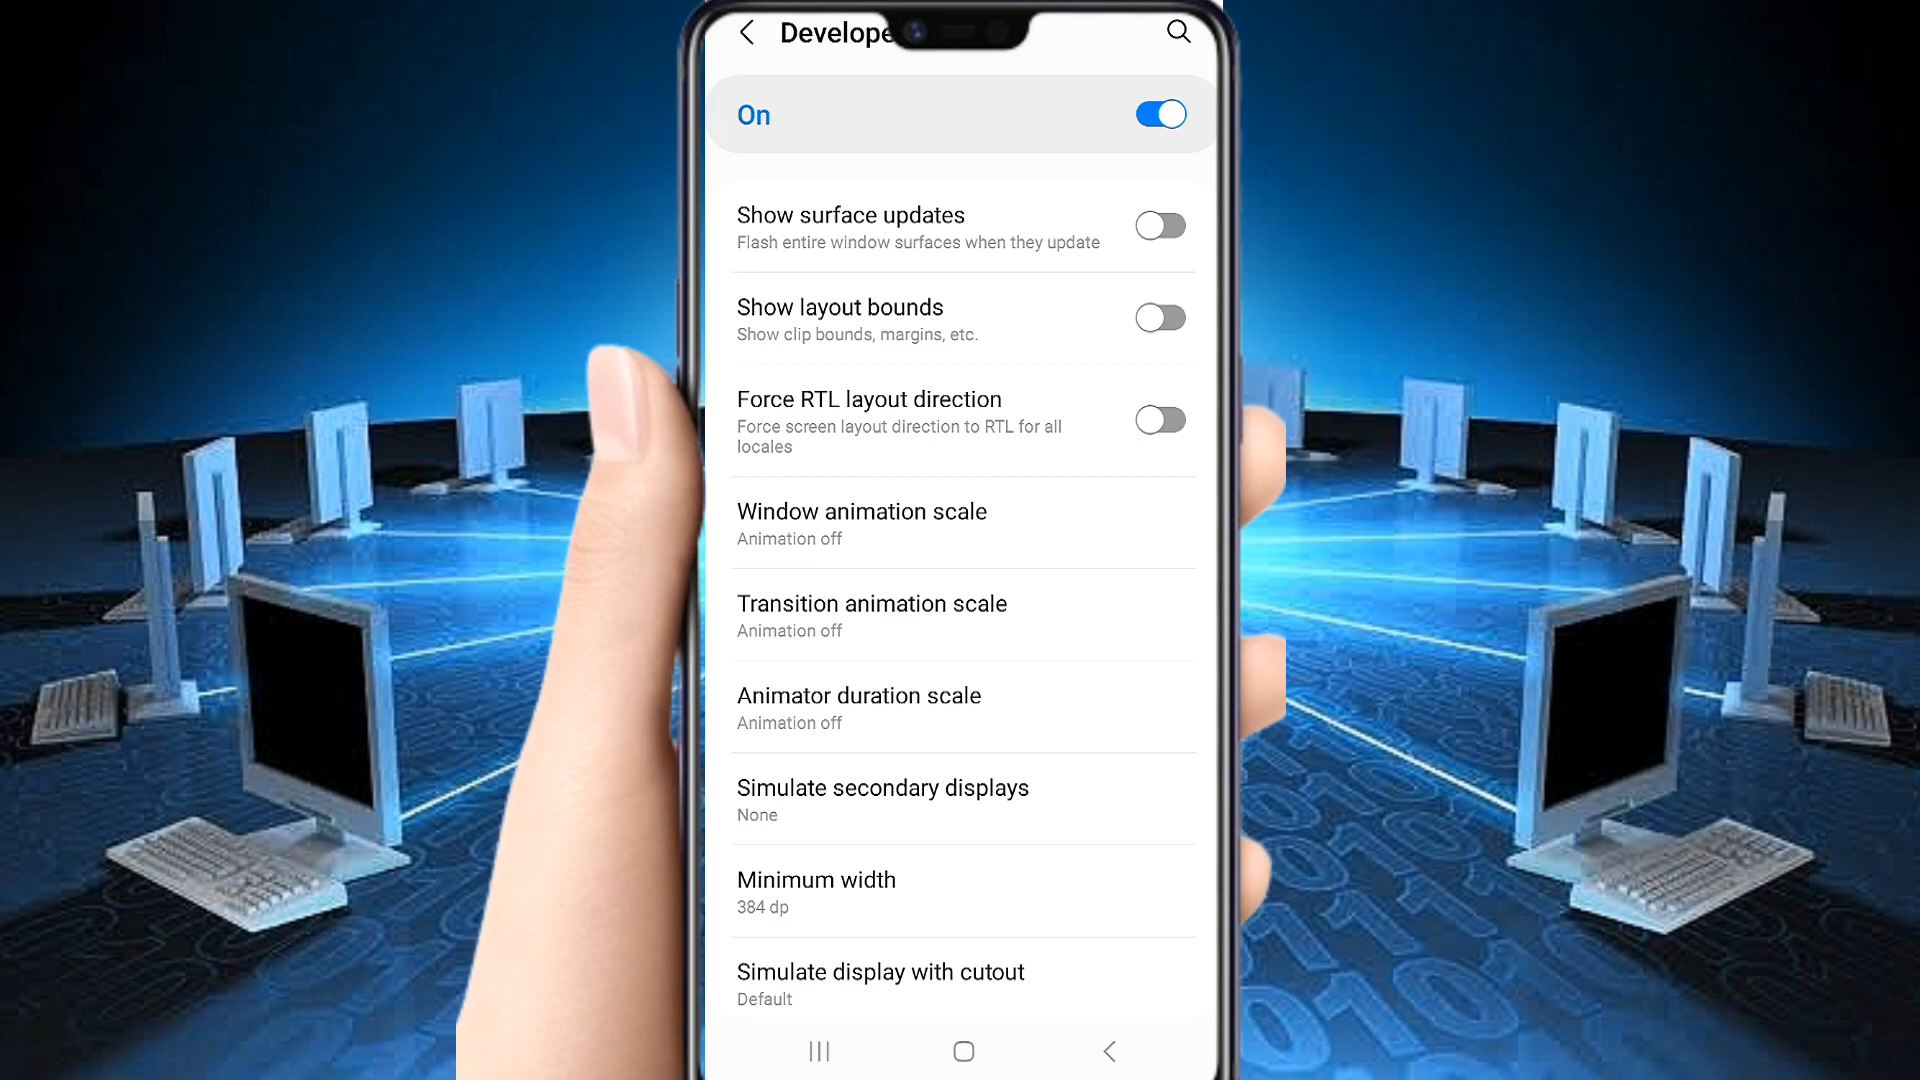 Develope
On
Show surface updates
Flash entire window surfaces when they update
Show layout bounds
Show clip bounds, margins, etc.
Force RTL layout direction
Force screen layout direction to RTL for all
locales
Window animation scale
Animation off
Transition animation scale
Animation off
Animator duration scale
Animation off
Simulate secondary displays
None
Minimum width
384 dp
Simulate display with cutout
Default